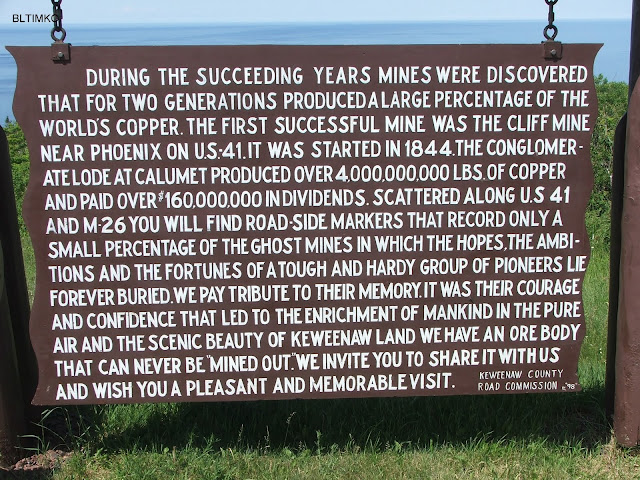 BLTIMKO
DURING THE SUCCEEDING YEARS MINES WERE DISCOVERED
THAT FOR TWO GENERATIONS PRODUCED A LARGE PERCENTAGE OF THE
WORLD'S COPPER. THE FIRST SUCCESSFUL MINE WAS THE CLIFF MINE
NEAR PHOENIX ON U.S.-41. IT WAS STARTED IN 1844. THE CONGLOMER-
ATE LODE AT CALUMET PRODUCED OVER 4,000,000,000 LBS. OF COPPER
AND PAID OVER $160,000,000 IN DIVIDENDS. SCATTERED ALONG U.S 41
AND M-26 YOU WILL FIND ROAD-SIDE MARKERS THAT RECORD ONLY A
SMALL PERCENTAGE OF THE GHOST MINES IN WHICH THE HOPES, THE AMBI-
TIONS AND THE FORTUNES OF A TOUGH AND HARDY GROUP OF PIONEERS LIE
FOREVER BURIED. WE PAY TRIBUTE TO THEIR MEMORY. IT WAS THEIR COURAGE
AND CONFIDENCE THAT LED TO THE ENRICHMENT OF MANKIND IN THE PURE
AIR AND THE SCENIC BEAUTY OF KEWEENAW LAND WE HAVE AN ORE BODY
THAT CAN NEVER BE "MINED OUT." WE INVITE YOU TO SHARE IT WITH US
AND WISH YOU A PLEASANT AND MEMORABLE VISIT.
KEWEENAW COUNTY
ROAD COMMISSION